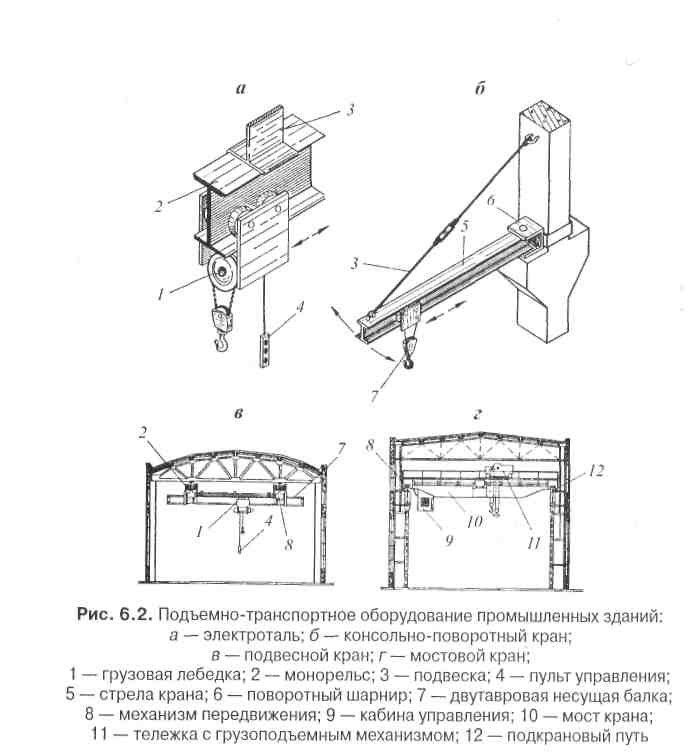 а
б
3
2
1
4
6
5
3
7
в
г
2
7
1
4
8
8
12
9
10
11
Рис. 6.2. Подъемно-транспортное оборудование промышленных зданий:
а — электроталь; б — консольно-поворотный кран;
в — подвесной кран; г — мостовой кран;
1 — грузовая лебедка; 2 — монорельс; 3 — подвеска; 4 — пульт управления;
5 — стрела крана; 6 — поворотный шарнир; 7 — двутавровая несущая балка;
8 — механизм передвижения; 9 — кабина управления; 10 — мост крана;
11 — тележка с грузоподъемным механизмом; 12 — подкрановый путь